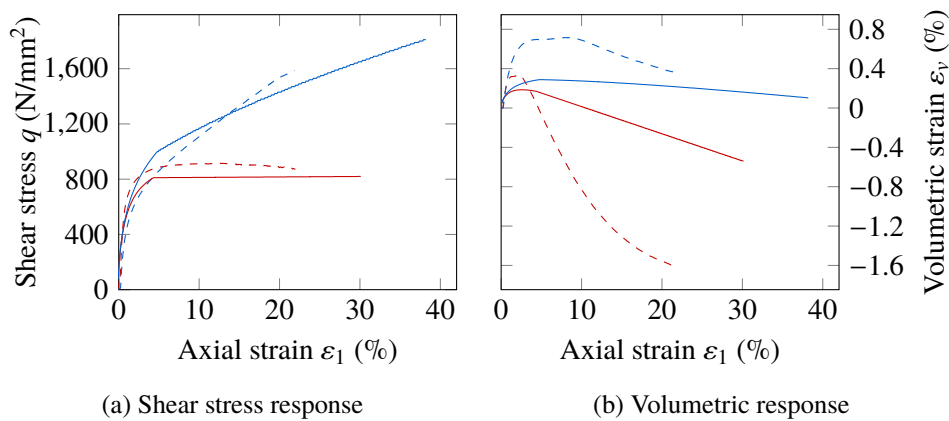 Shear stress q (N/mm²)
1,600
1,200
800
400
0
0 10 20 30 40
Axial strain ε₁ (%)
(a) Shear stress response
0.8
0.4
0
−0.4
−0.8
−1.2
−1.6
Volumetric strain εᵥ (%)
0 10 20 30 40
Axial strain ε₁ (%)
(b) Volumetric response